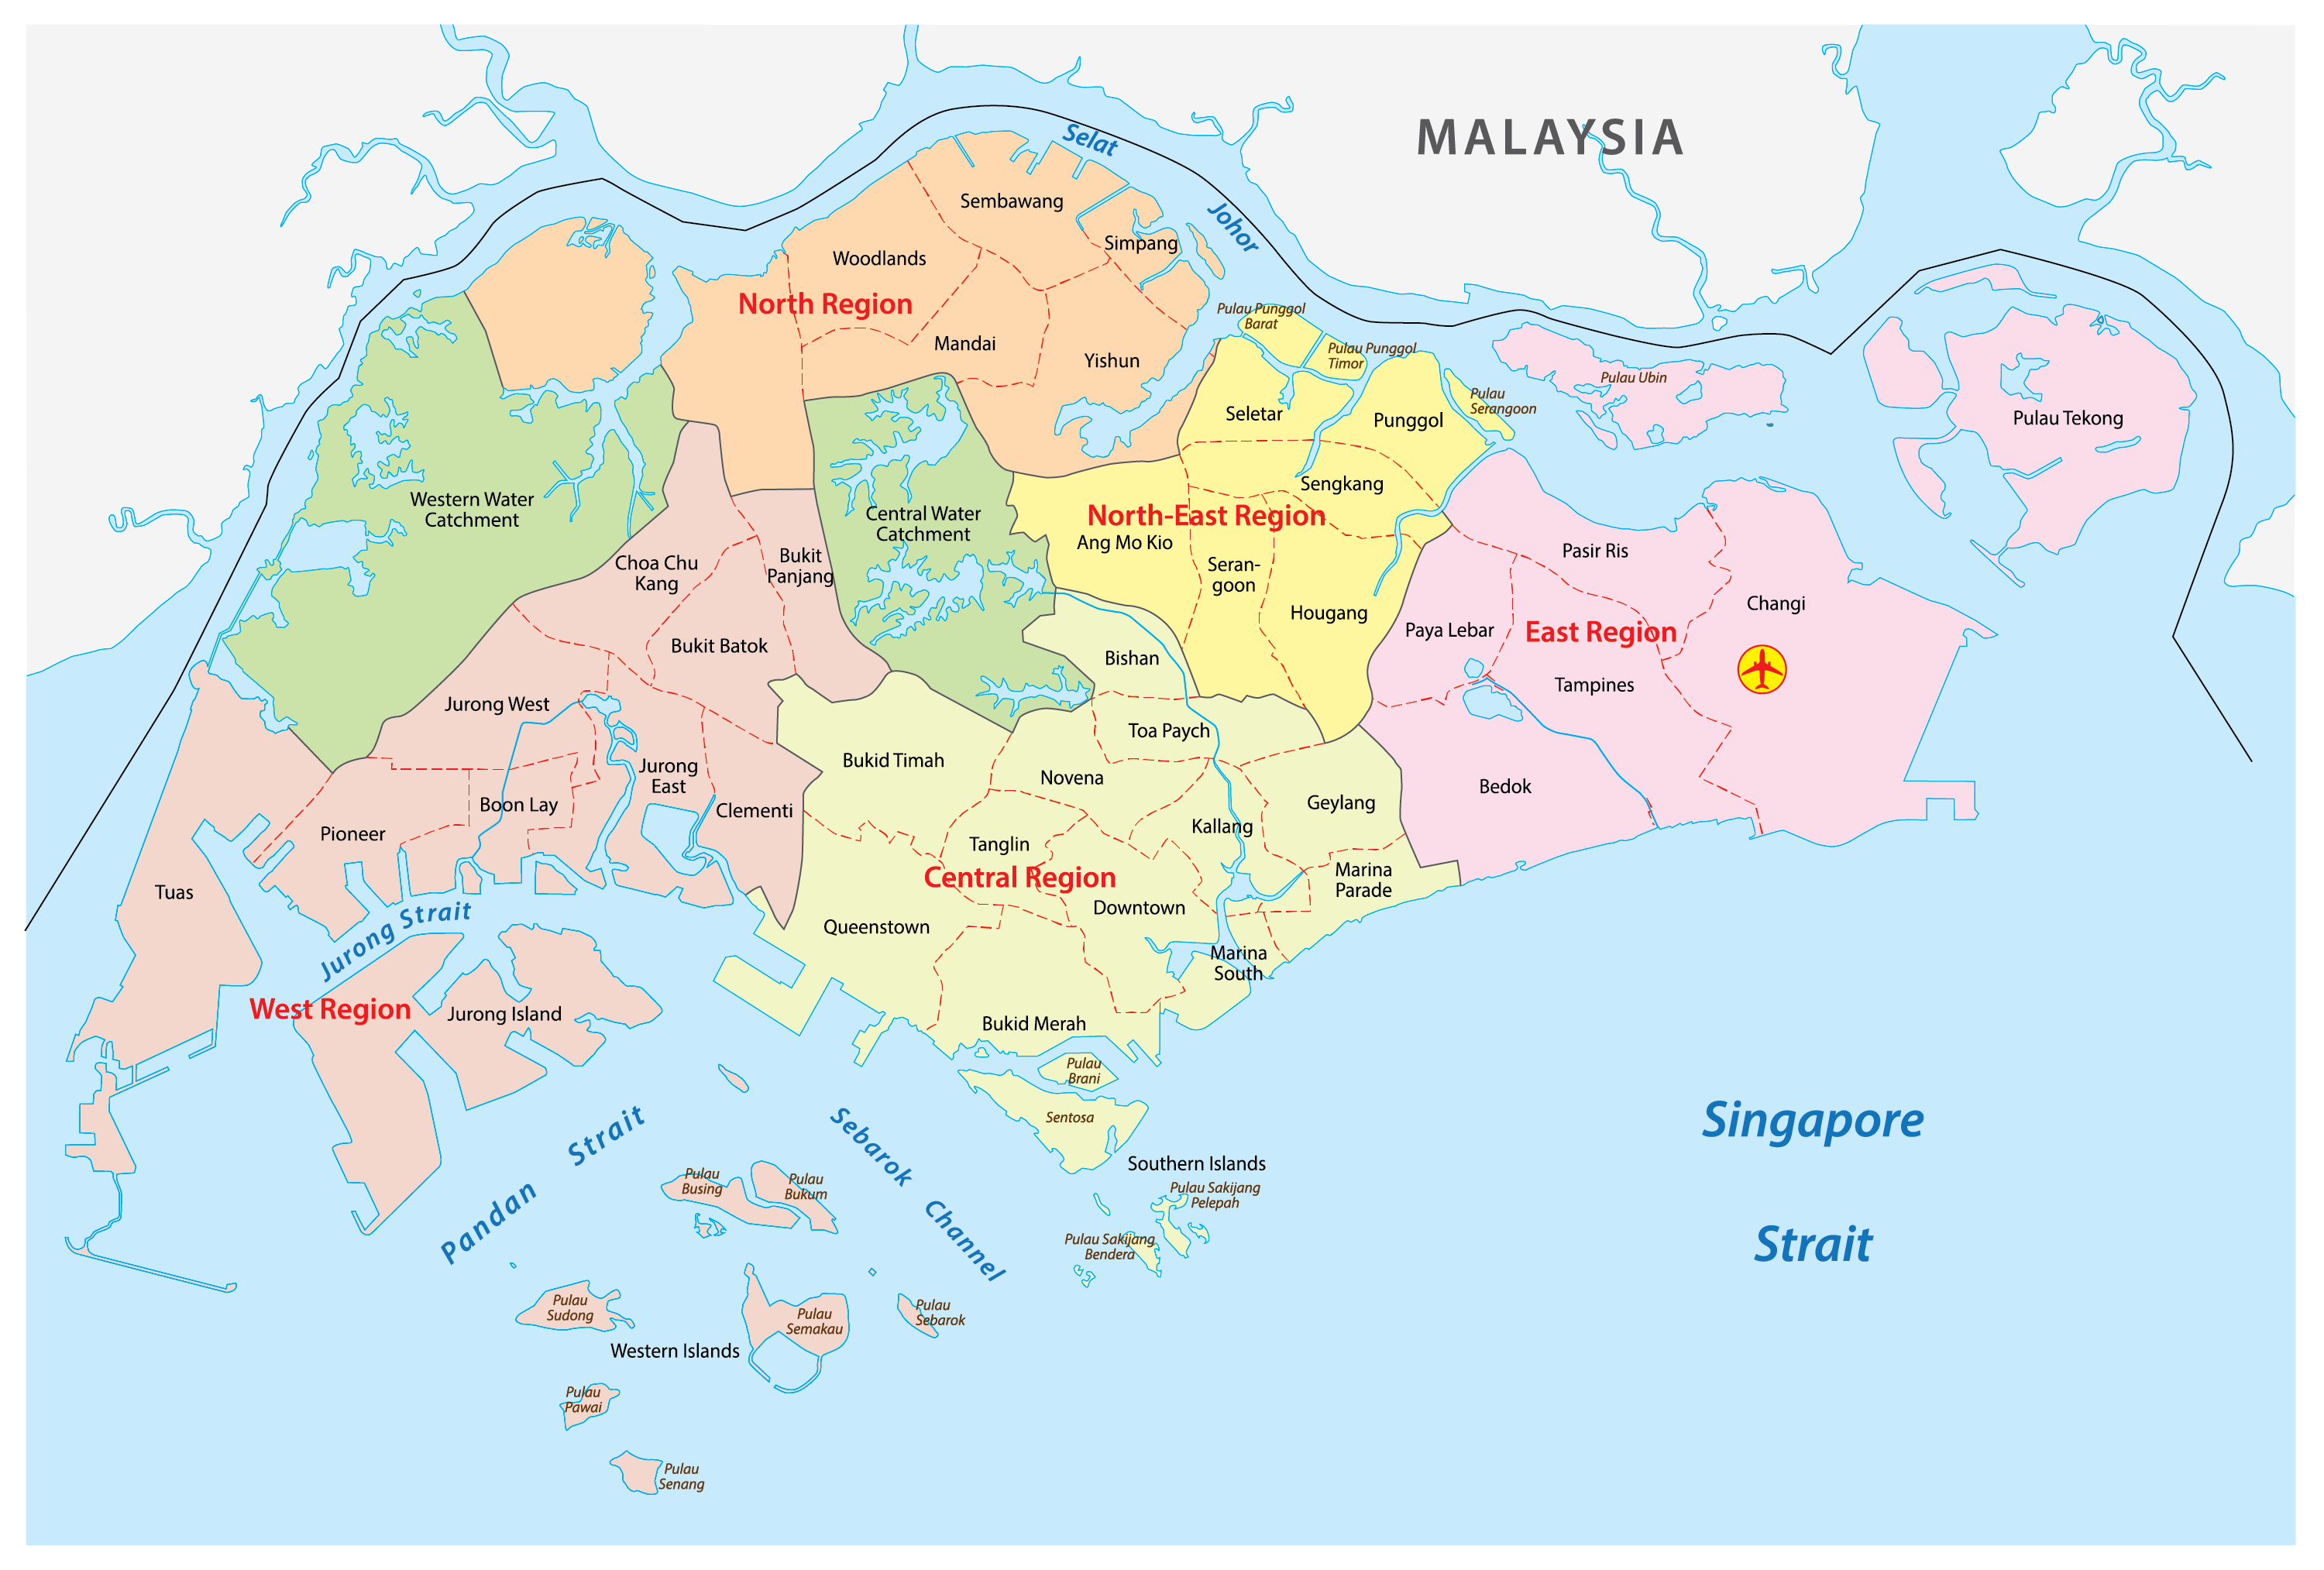 MALAYSIA
Selat
Johor
Sembawang
Simpang
Woodlands
North Region
Mandai
Yishun
Pulau Punggol
Barat
Pulau Punggol
Timor
Pulau Ubin
Pulau
Serangoon
Pulau Tekong
Seletar
Punggol
Western Water
Catchment
Central Water
Catchment
Sengkang
North-East Region
Ang Mo Kio
Seran-
goon
Hougang
Pasir Ris
Changi
Paya Lebar
East Region
Tampines
Bedok
Choa Chu
Kang
Bukit
Panjang
Bukit Batok
Bishan
Jurong West
Toa Paych
Bukid Timah
Novena
Jurong
East
Boon Lay
Clementi
Pioneer
Geylang
Kallang
Tanglin
Central Region
Marina
Parade
Tuas
Jurong Strait
Queenstown
Downtown
Marina
South
West Region
Jurong Island
Bukid Merah
Pulau
Brani
Sentosa
Southern Islands
Pulau Sakijang
Pelepah
Pulau Sakijang
Bendera
Singapore
Strait
Pandan Strait
Sebarok Channel
Pulau
Busing
Pulau
Bukum
Pulau
Sudong
Pulau
Semakau
Pulau
Sebarok
Western Islands
Pulau
Pawai
Pulau
Senang